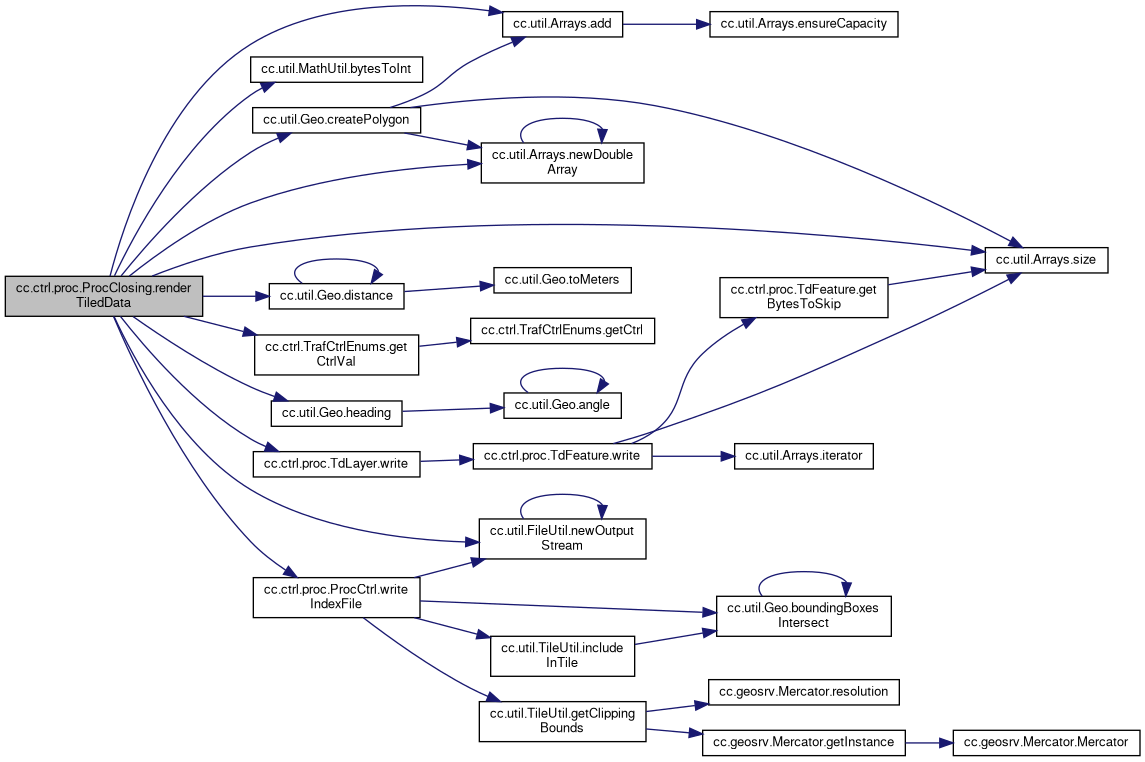 cc.util.Arrays.add
cc.util.Arrays.ensureCapacity
cc.util.MathUtil.bytesToInt
cc.util.Geo.createPolygon
cc.util.Arrays.newDouble
Array
cc.util.Arrays.size
cc.ctrl.proc.ProcClosing.render
TiledData
cc.util.Geo.distance
cc.util.Geo.toMeters
cc.ctrl.proc.TdFeature.get
BytesToSkip
cc.ctrl.TrafCtrlEnums.get
CtrlVal
cc.ctrl.TrafCtrlEnums.getCtrl
cc.util.Geo.heading
cc.util.Geo.angle
cc.ctrl.proc.TdLayer.write
cc.ctrl.proc.TdFeature.write
cc.util.Arrays.iterator
cc.util.FileUtil.newOutput
Stream
cc.ctrl.proc.ProcCtrl.write
IndexFile
cc.util.Geo.boundingBoxes
Intersect
cc.util.TileUtil.include
InTile
cc.util.TileUtil.getClipping
Bounds
cc.geosrv.Mercator.resolution
cc.geosrv.Mercator.getInstance
cc.geosrv.Mercator.Mercator